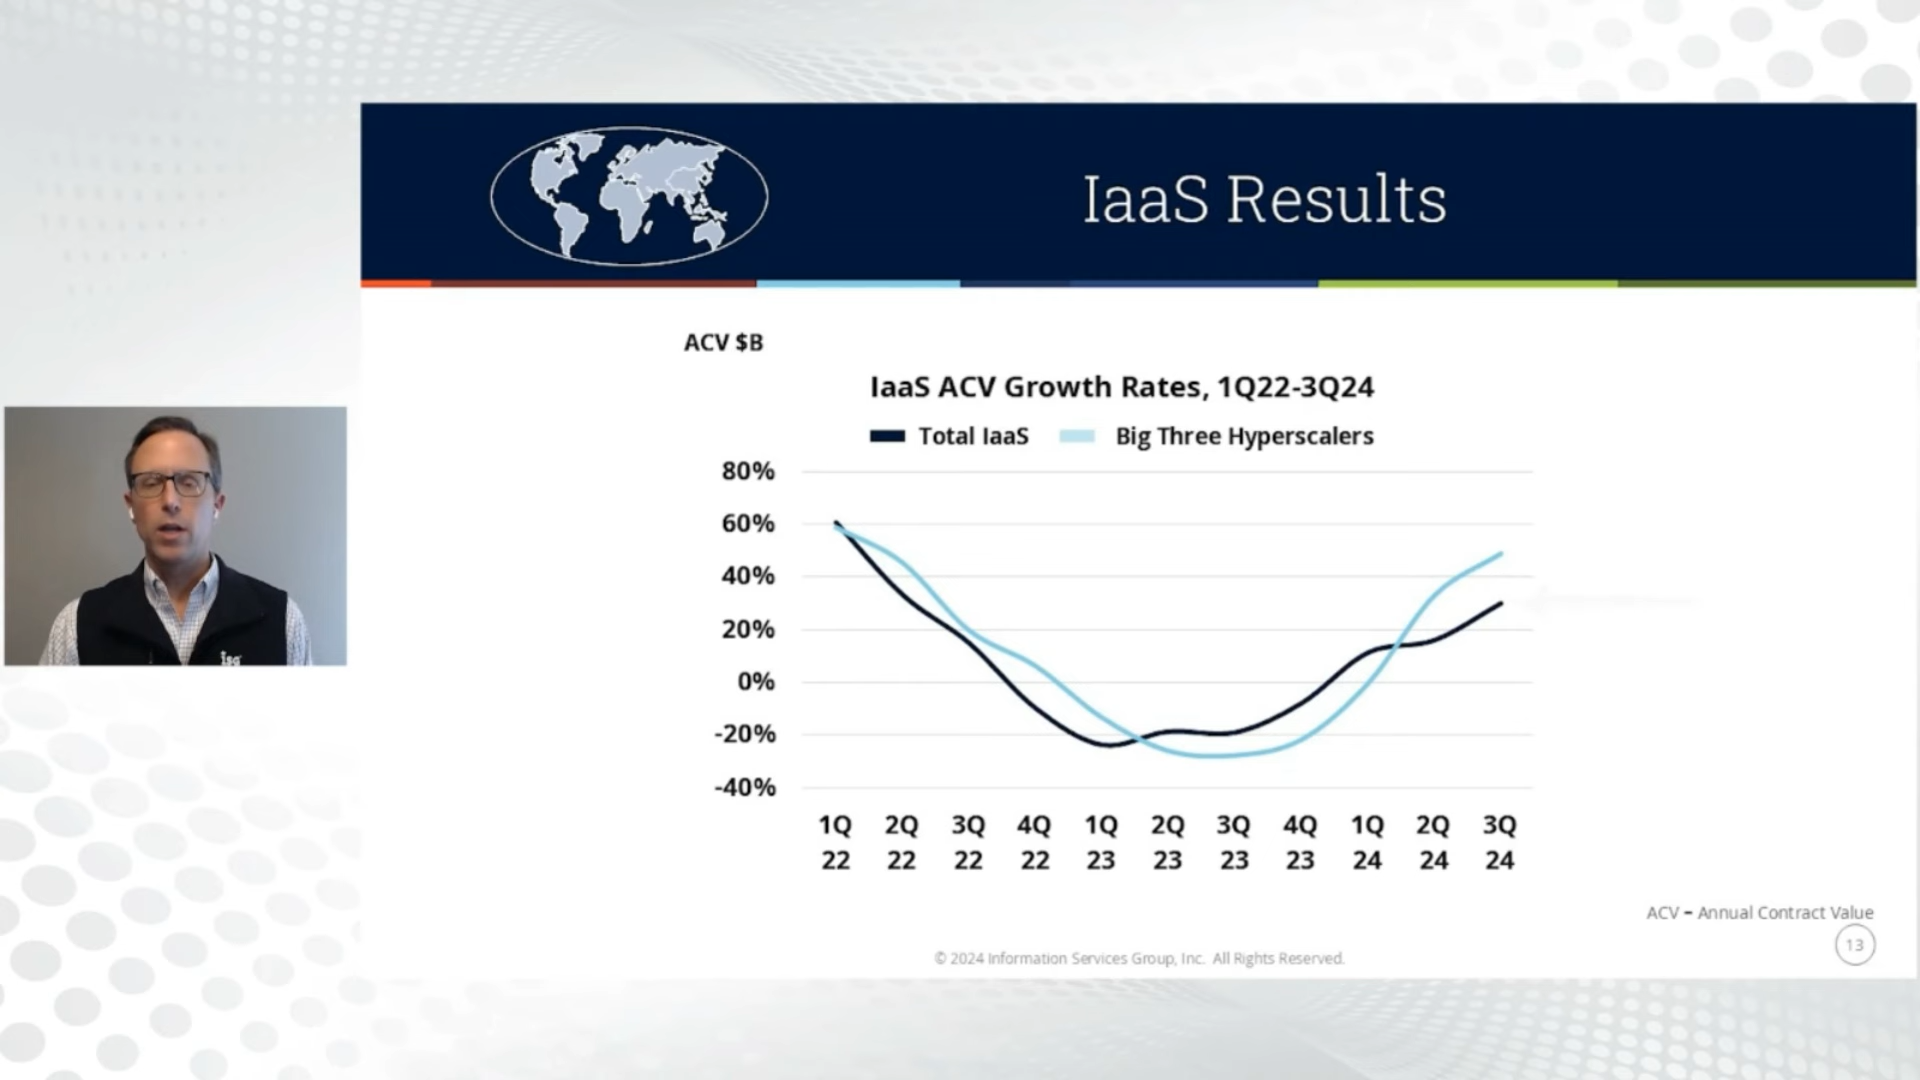 IaaS Results
ACV $B
IaaS ACV Growth Rates, 1Q22-3Q24
Total IaaS Big Three Hyperscalers
80%
60%
40%
20%
0%
-20%
-40%
1Q 2Q 3Q 4Q 1Q 2Q 3Q 4Q 1Q 2Q 3Q
22 22 22 22 23 23 23 23 24 24 24
isg
ACV – Annual Contract Value
13
© 2024 Information Services Group, Inc. All Rights Reserved.